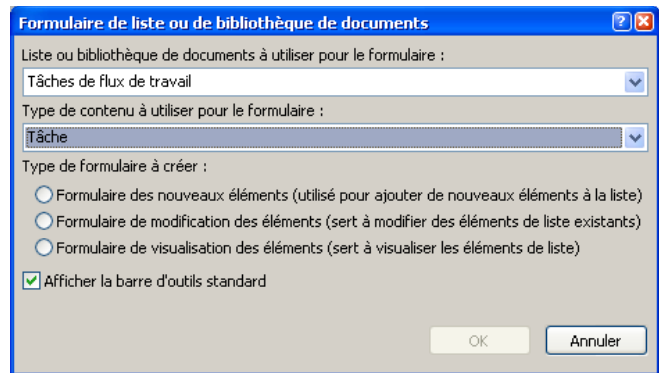 Formulaire de liste ou de bibliothèque de documents
Liste ou bibliothèque de documents à utiliser pour le formulaire :
Tâches de flux de travail
Type de contenu à utiliser pour le formulaire :
Tâche
Type de formulaire à créer :
Formulaire des nouveaux éléments (utilisé pour ajouter de nouveaux éléments à la liste)
Formulaire de modification des éléments (sert à modifier des éléments de liste existants)
Formulaire de visualisation des éléments (sert à visualiser les éléments de liste)
Afficher la barre d'outils standard
OK Annuler